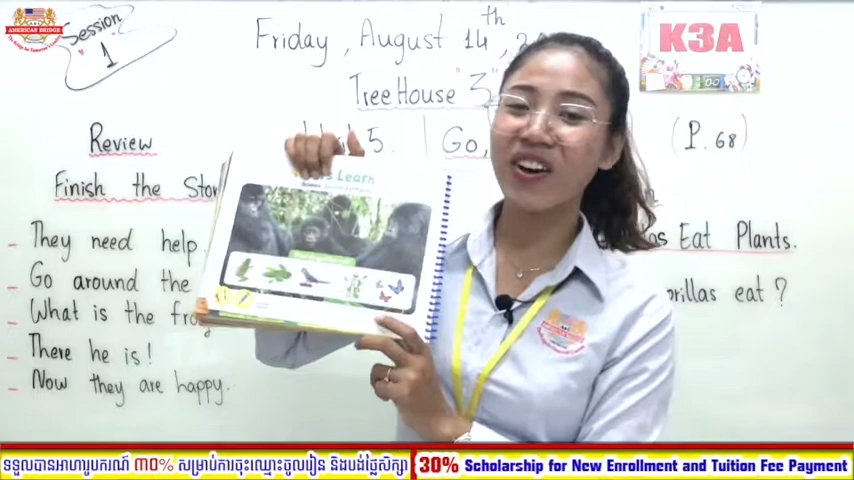 AMERICAN BRIDGE
Session
1
Friday, August 14th, 2
K3A
TreeHouse "3"
Review
5. Go,
(P. 68)
Finish the Stor
Learn
Eat Plants.
They need help.
Go around the
rillas eat?
What is the fro
There he is!
Now they are happy.
ទទួលបានអាហារូបករណ៍ ៣០% សម្រាប់ការចុះឈ្មោះចូលរៀន និងបង់ថ្លៃសិក្សា
30% Scholarship for New Enrollment and Tuition Fee Payment